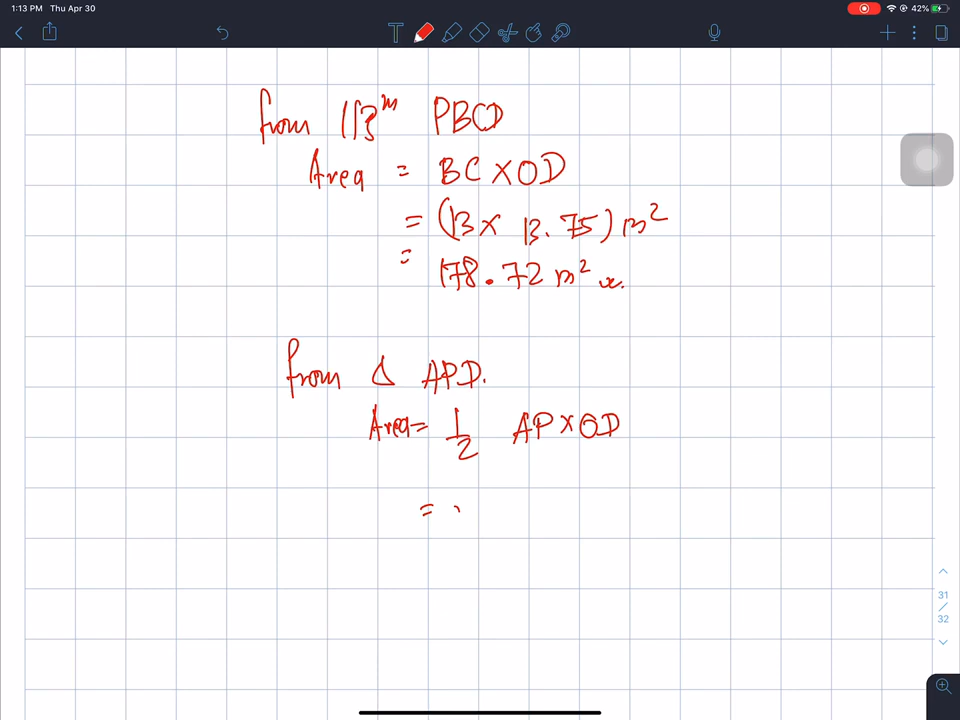 1:13 PM Thu Apr 30
42%
from ||gm PBCD
Area = BC × OD
= (13 × 13.75) m²
=
178.72 m² x.
from Δ APD.
Area = 1/2 AP × OD
=
31
/
32